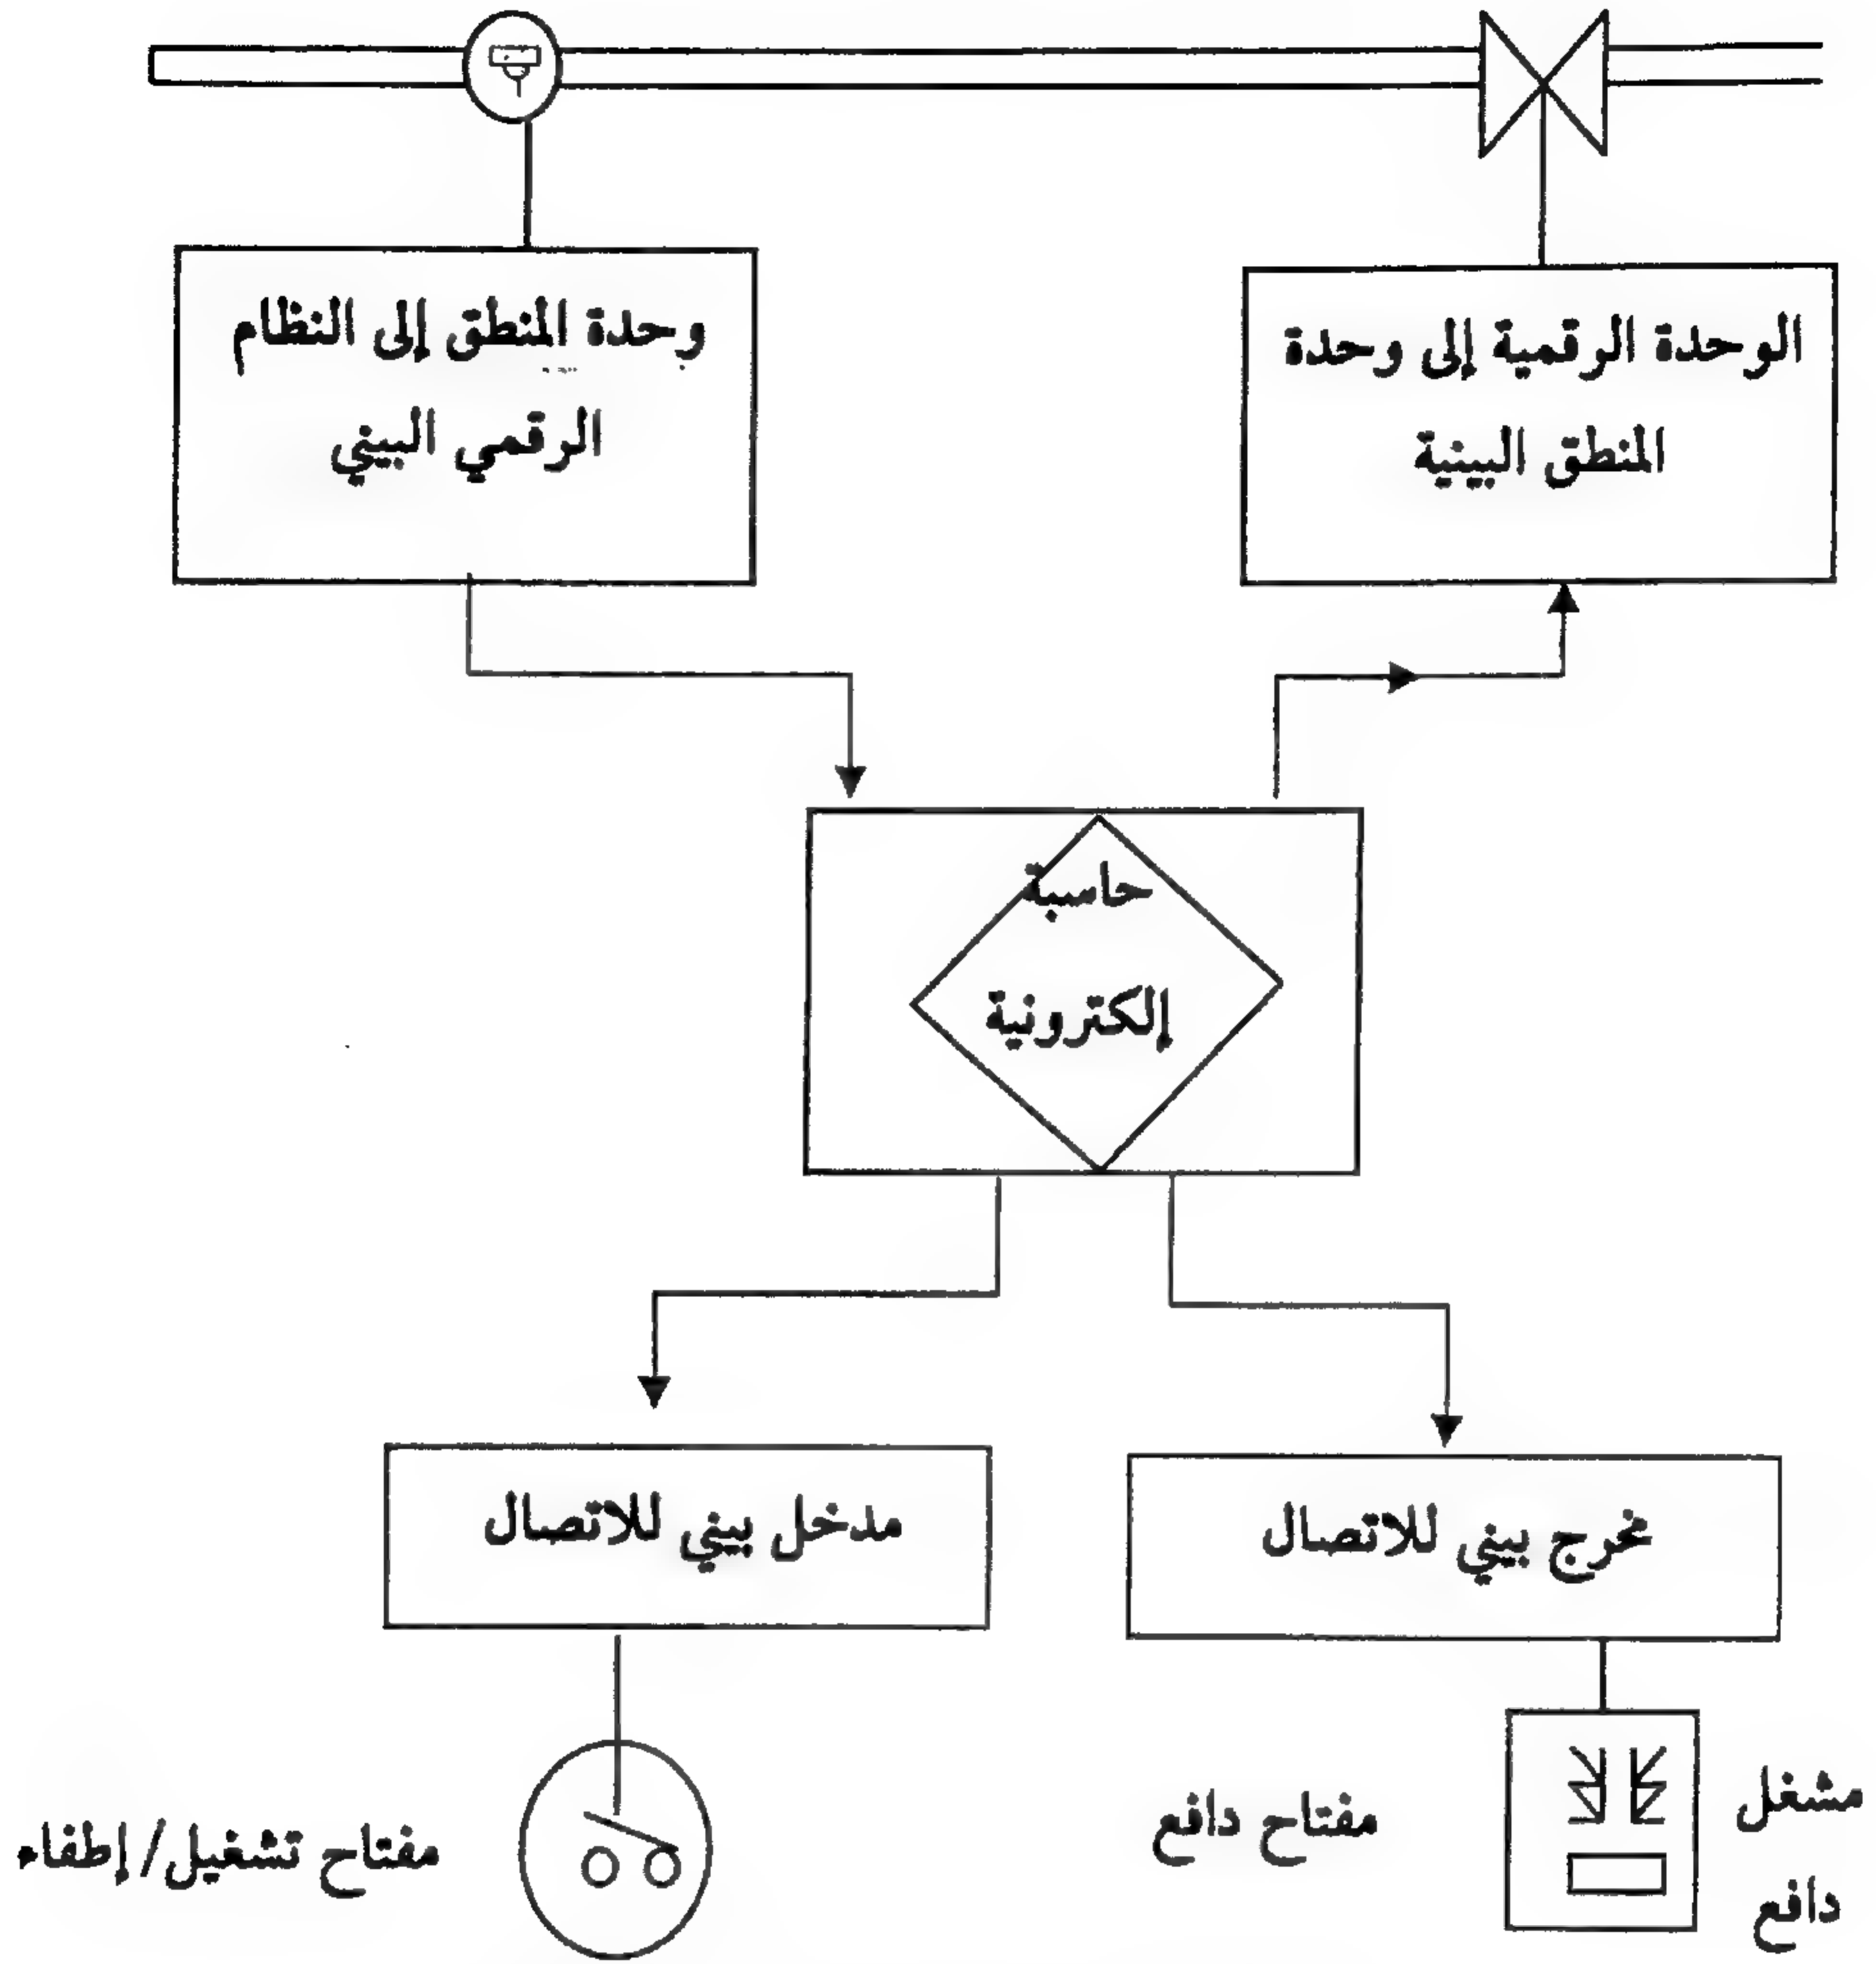 وحدة المنطق إلى النظام
الرقمي البيني
الوحدة الرقمية إلى وحدة
المنطق البينية
حاسبة
إلكترونية
مدخل بيني للاتصال
مخرج بيني للاتصال
مفتاح تشغيل/إطفاء
مفتاح دافع
مشغل
دافع